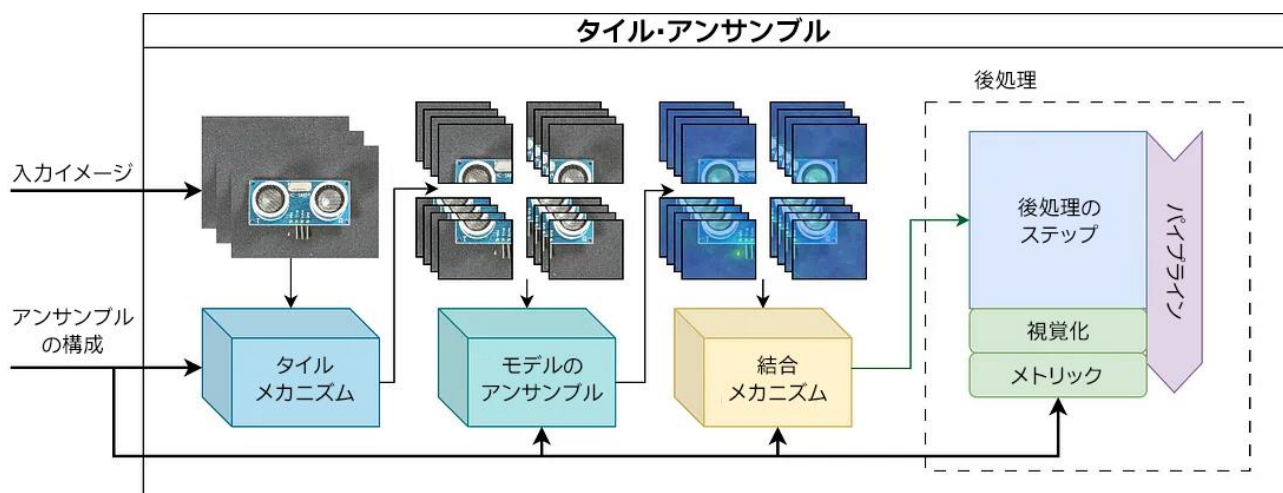 タイル・アンサンブル
後処理
入力イメージ
アンサンブル
の構成
タイル
メカニズム
モデルの
アンサンブル
結合
メカニズム
後処理の
ステップ
視覚化
メトリック
パイプライン